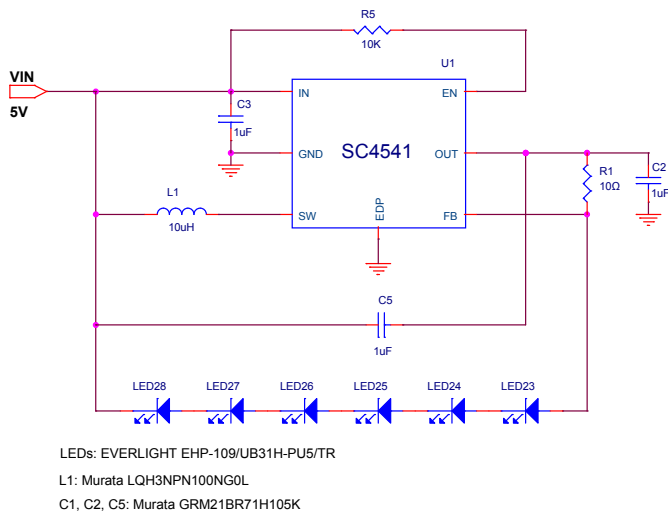 R5
10K
U1
VIN
5V
IN
EN
C3
1uF
GND
SC4541
OUT
R1
10Ω
C2
1uF
L1
10uH
SW
EDP
FB
C5
1uF
LED28
LED27
LED26
LED25
LED24
LED23
LEDs: EVERLIGHT EHP-109/UB31H-PU5/TR
L1: Murata LQH3NPN100NG0L
C1, C2, C5: Murata GRM21BR71H105K